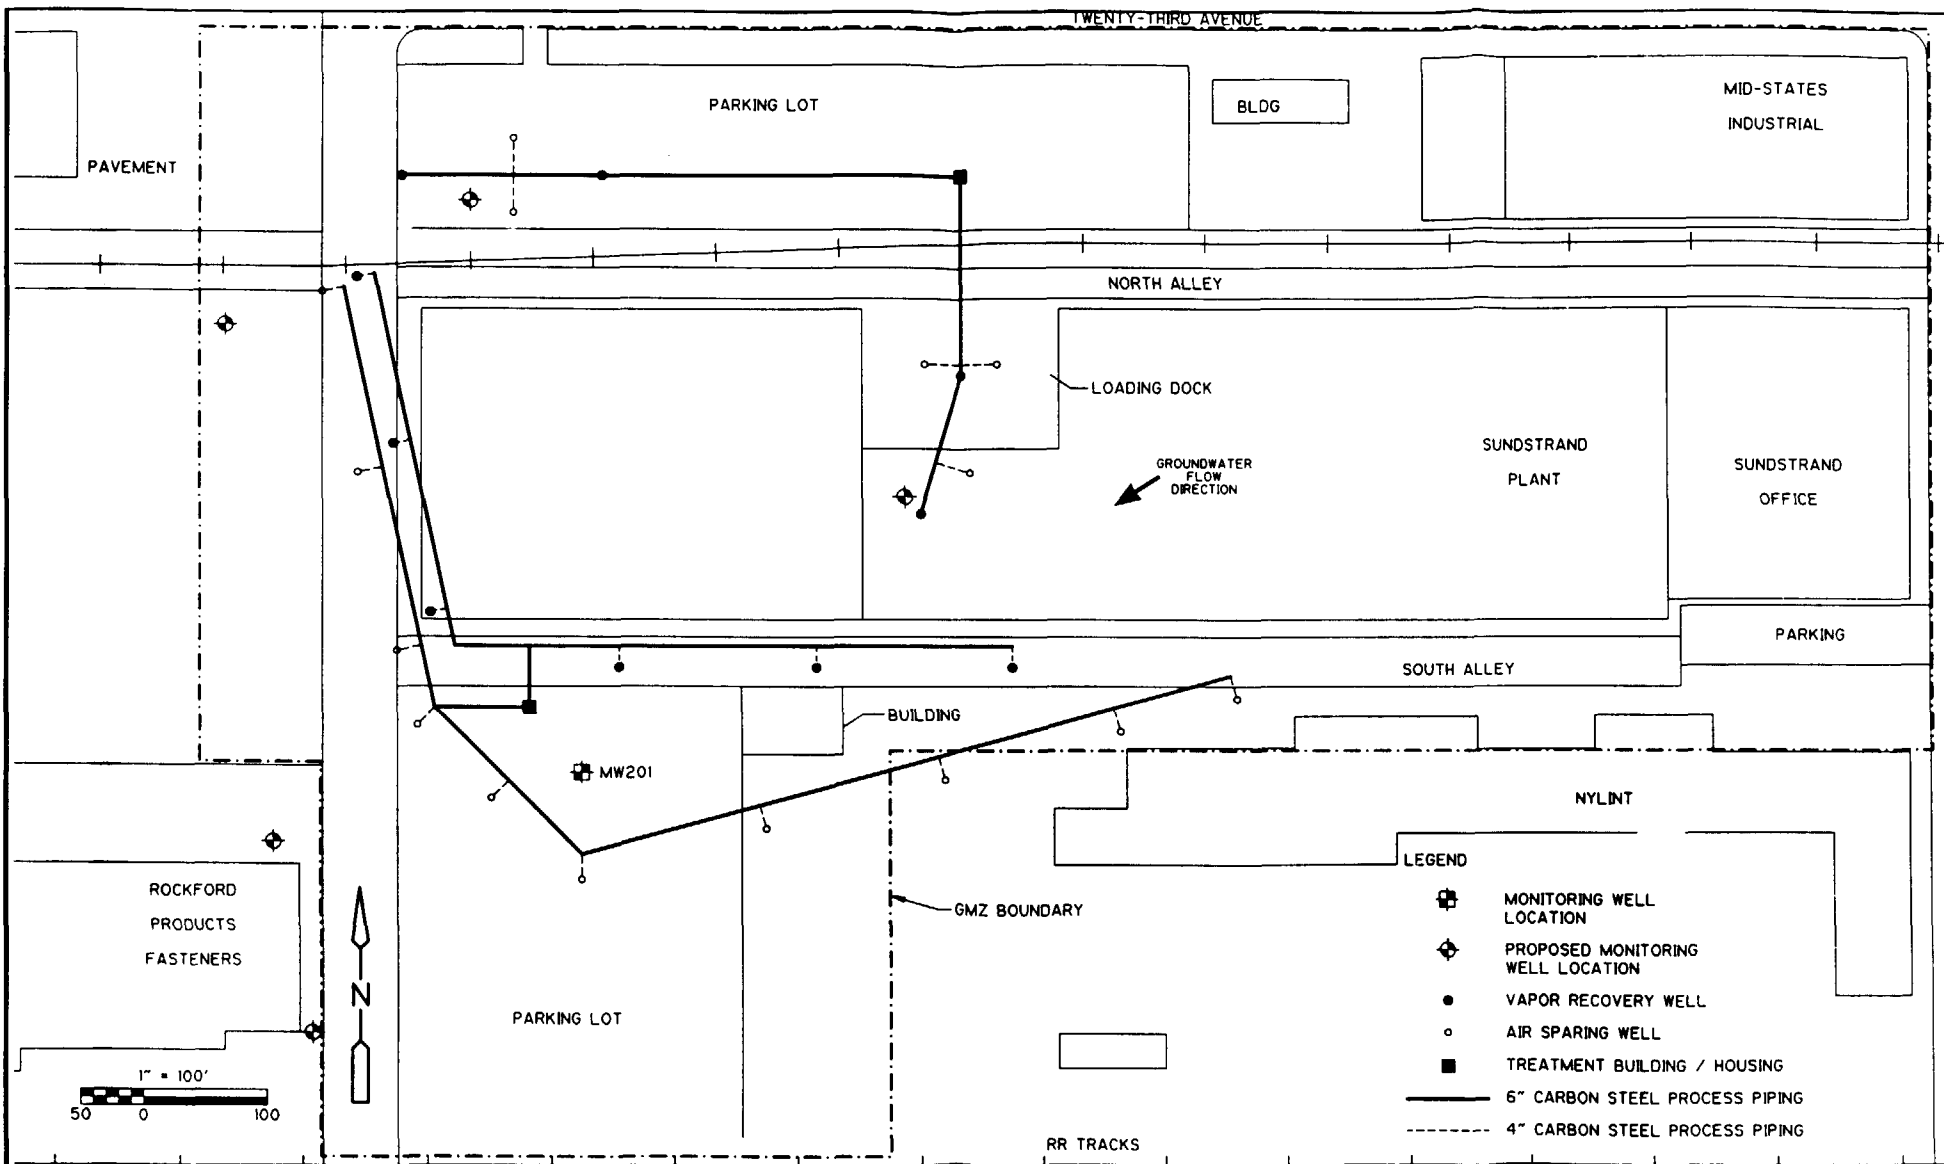 TWENTY-THIRD AVENUE
PARKING LOT
BLDG
MID-STATES
INDUSTRIAL
PAVEMENT
NORTH ALLEY
LOADING DOCK
GROUNDWATER
FLOW
DIRECTION
SUNDSTRAND
PLANT
SUNDSTRAND
OFFICE
PARKING
SOUTH ALLEY
BUILDING
MW201
NYLINT
GMZ BOUNDARY
ROCKFORD
PRODUCTS
FASTENERS
N
PARKING LOT
1" = 100'
50 0 100
RR TRACKS
LEGEND
MONITORING WELL
LOCATION
PROPOSED MONITORING
WELL LOCATION
VAPOR RECOVERY WELL
AIR SPARING WELL
TREATMENT BUILDING / HOUSING
6" CARBON STEEL PROCESS PIPING
4" CARBON STEEL PROCESS PIPING